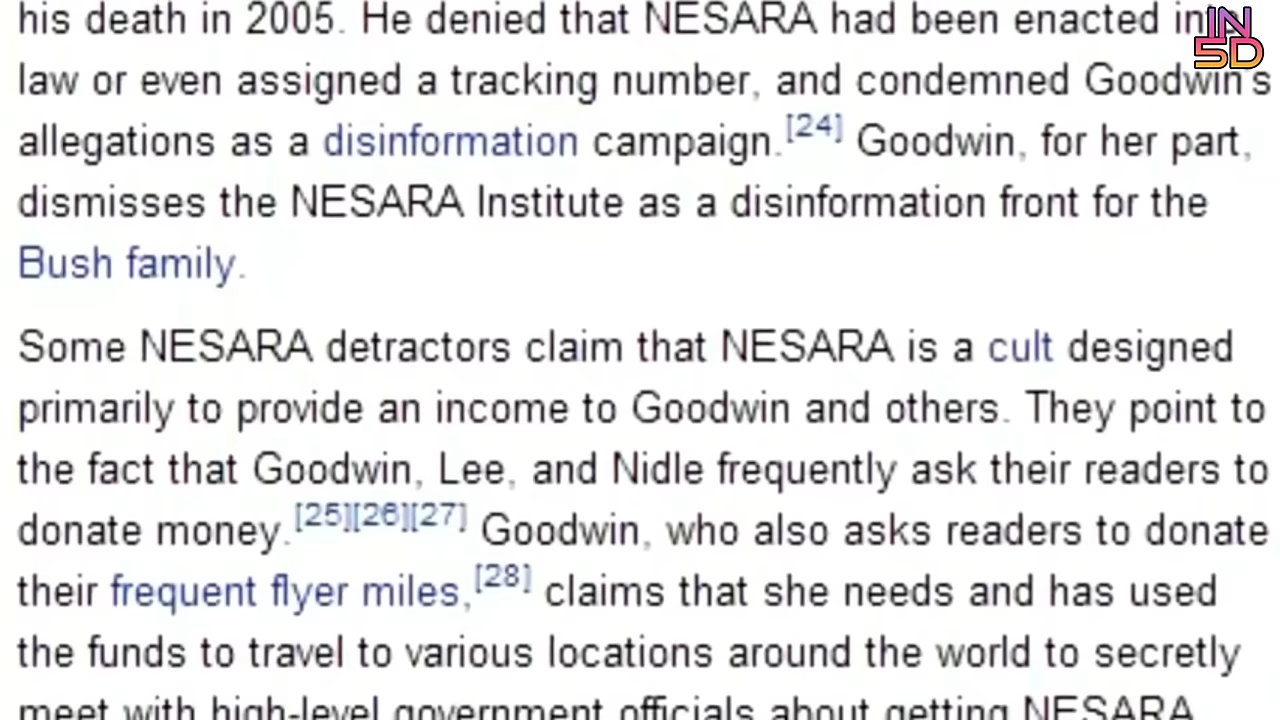 his death in 2005. He denied that NESARA had been enacted in
IN
5D
law or even assigned a tracking number, and condemned Goodwin's
allegations as a disinformation campaign.[24] Goodwin, for her part,
dismisses the NESARA Institute as a disinformation front for the
Bush family.
Some NESARA detractors claim that NESARA is a cult designed
primarily to provide an income to Goodwin and others. They point to
the fact that Goodwin, Lee, and Nidle frequently ask their readers to
donate money.[25][26][27] Goodwin, who also asks readers to donate
their frequent flyer miles,[28] claims that she needs and has used
the funds to travel to various locations around the world to secretly
meet with high-level government officials about getting NESARA